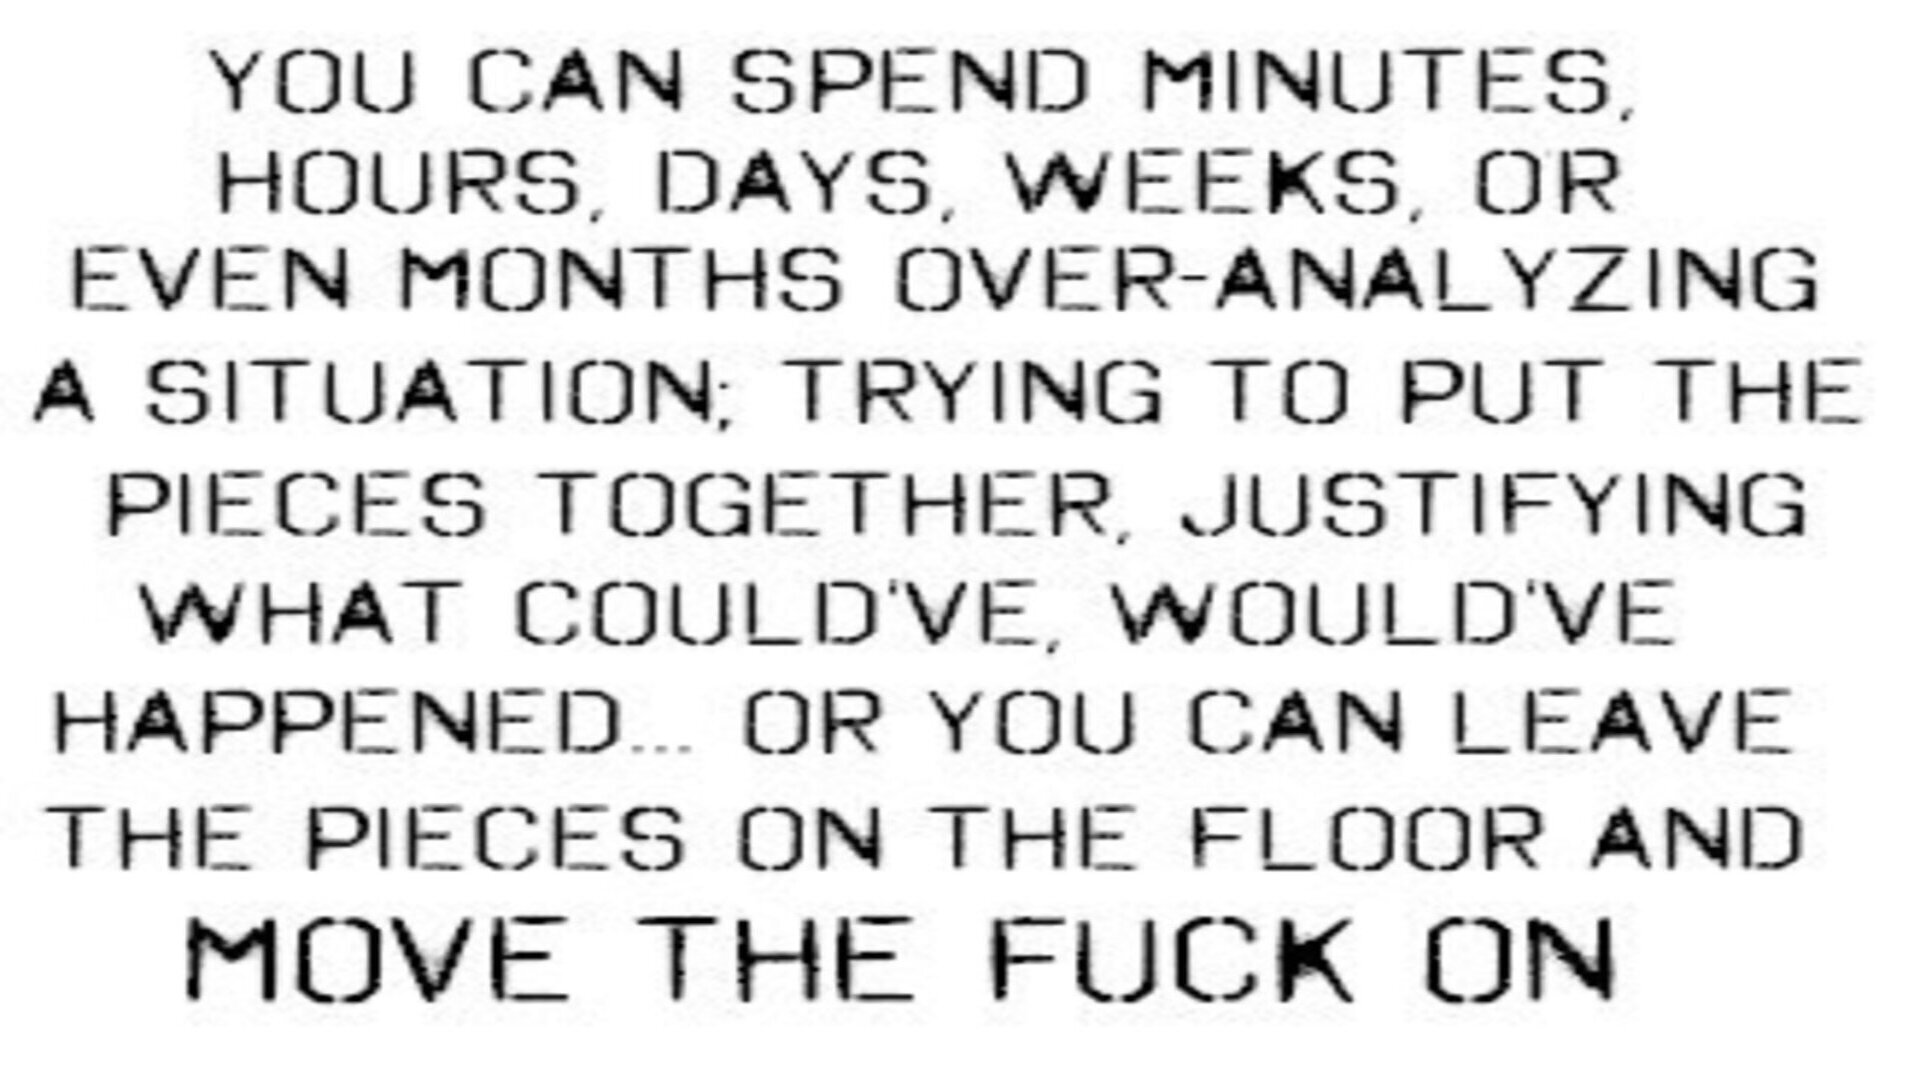 YOU CAN SPEND MINUTES,
HOURS, DAYS, WEEKS, OR
EVEN MONTHS OVER-ANALYZING
A SITUATION; TRYING TO PUT THE
PIECES TOGETHER, JUSTIFYING
WHAT COULD'VE, WOULD'VE
HAPPENED... OR YOU CAN LEAVE
THE PIECES ON THE FLOOR AND
MOVE THE FUCK ON